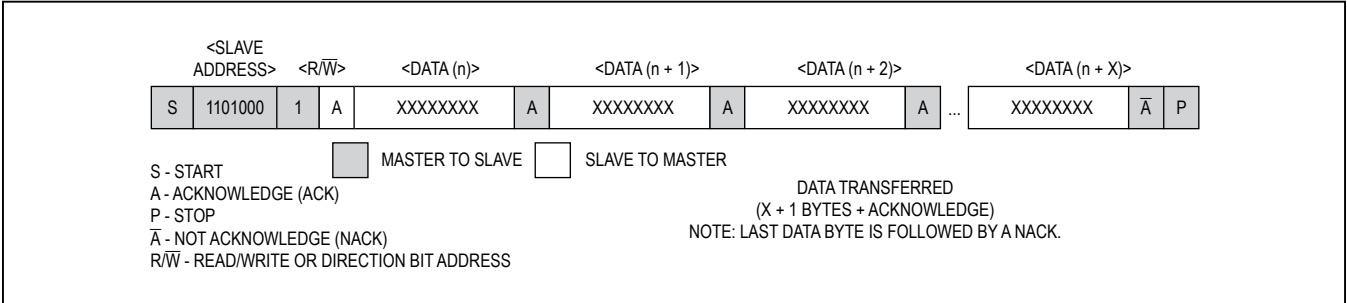 <SLAVE
ADDRESS> <R/W̅> <DATA (n)> <DATA (n + 1)> <DATA (n + 2)> <DATA (n + X)>
S 1101000 1 A XXXXXXXX A XXXXXXXX A XXXXXXXX A ... XXXXXXXX A̅ P
MASTER TO SLAVE SLAVE TO MASTER
S - START
A - ACKNOWLEDGE (ACK)
P - STOP
A̅ - NOT ACKNOWLEDGE (NACK)
R/W̅ - READ/WRITE OR DIRECTION BIT ADDRESS
DATA TRANSFERRED
(X + 1 BYTES + ACKNOWLEDGE)
NOTE: LAST DATA BYTE IS FOLLOWED BY A NACK.